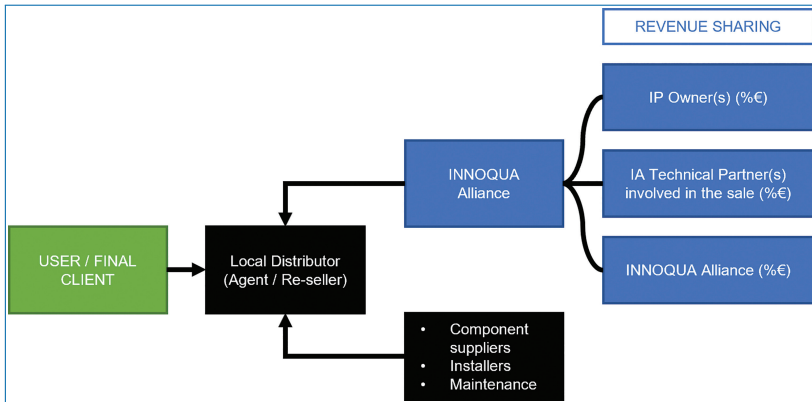 REVENUE SHARING
IP Owner(s) (%€)
INNOQUA
Alliance
IA Technical Partner(s)
involved in the sale (%€)
USER / FINAL
CLIENT
Local Distributor
(Agent / Re-seller)
INNOQUA Alliance (%€)
• Component
suppliers
• Installers
• Maintenance